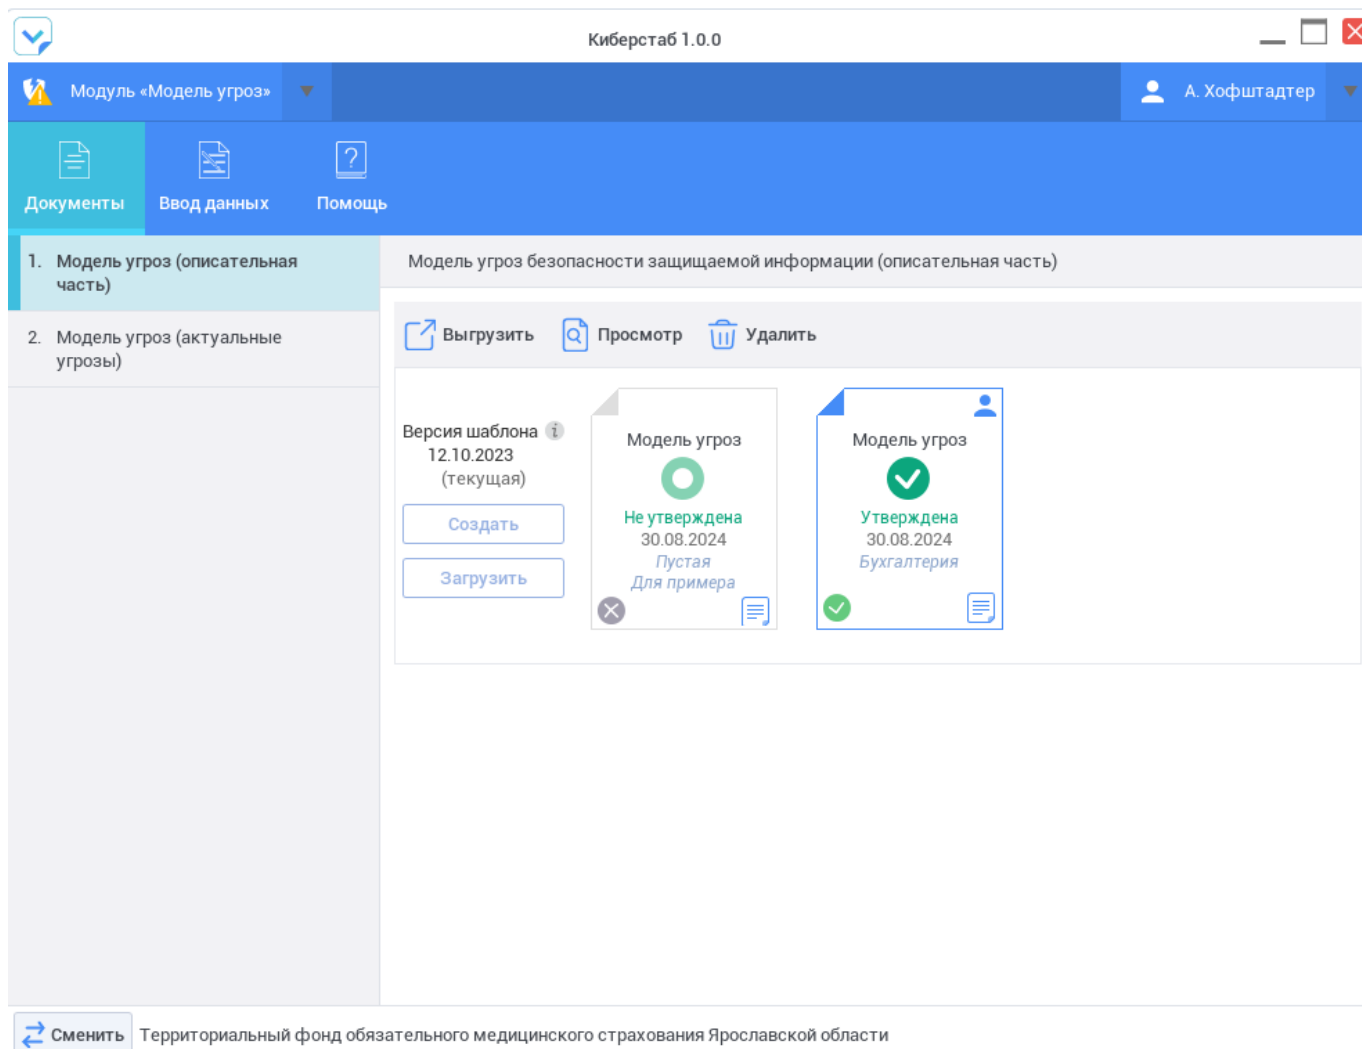 Киберстаб 1.0.0
Модуль «Модель угроз»
А. Хофштадтер
Документы
Ввод данных
Помощь
1. Модель угроз (описательная
часть)
2. Модель угроз (актуальные
угрозы)
Модель угроз безопасности защищаемой информации (описательная часть)
Выгрузить
Просмотр
Удалить
Версия шаблона i
12.10.2023
(текущая)
Создать
Загрузить
Модель угроз
Не утверждена
30.08.2024
Пустая
Для примера
Модель угроз
Утверждена
30.08.2024
Бухгалтерия
Сменить
Территориальный фонд обязательного медицинского страхования Ярославской области